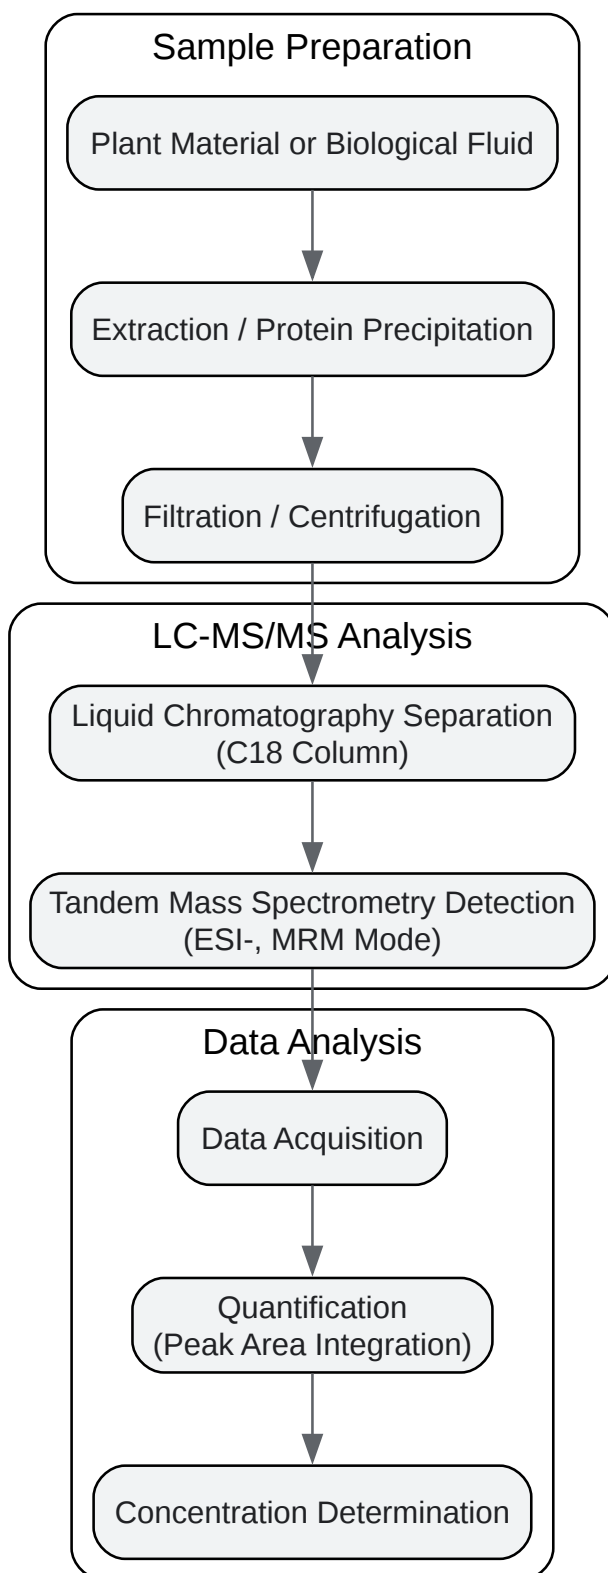 Sample Preparation
Plant Material or Biological Fluid
Extraction / Protein Precipitation
Filtration / Centrifugation
LC-MS/MS Analysis
Liquid Chromatography Separation
(C18 Column)
Tandem Mass Spectrometry Detection
(ESI-, MRM Mode)
Data Analysis
Data Acquisition
Quantification
(Peak Area Integration)
Concentration Determination